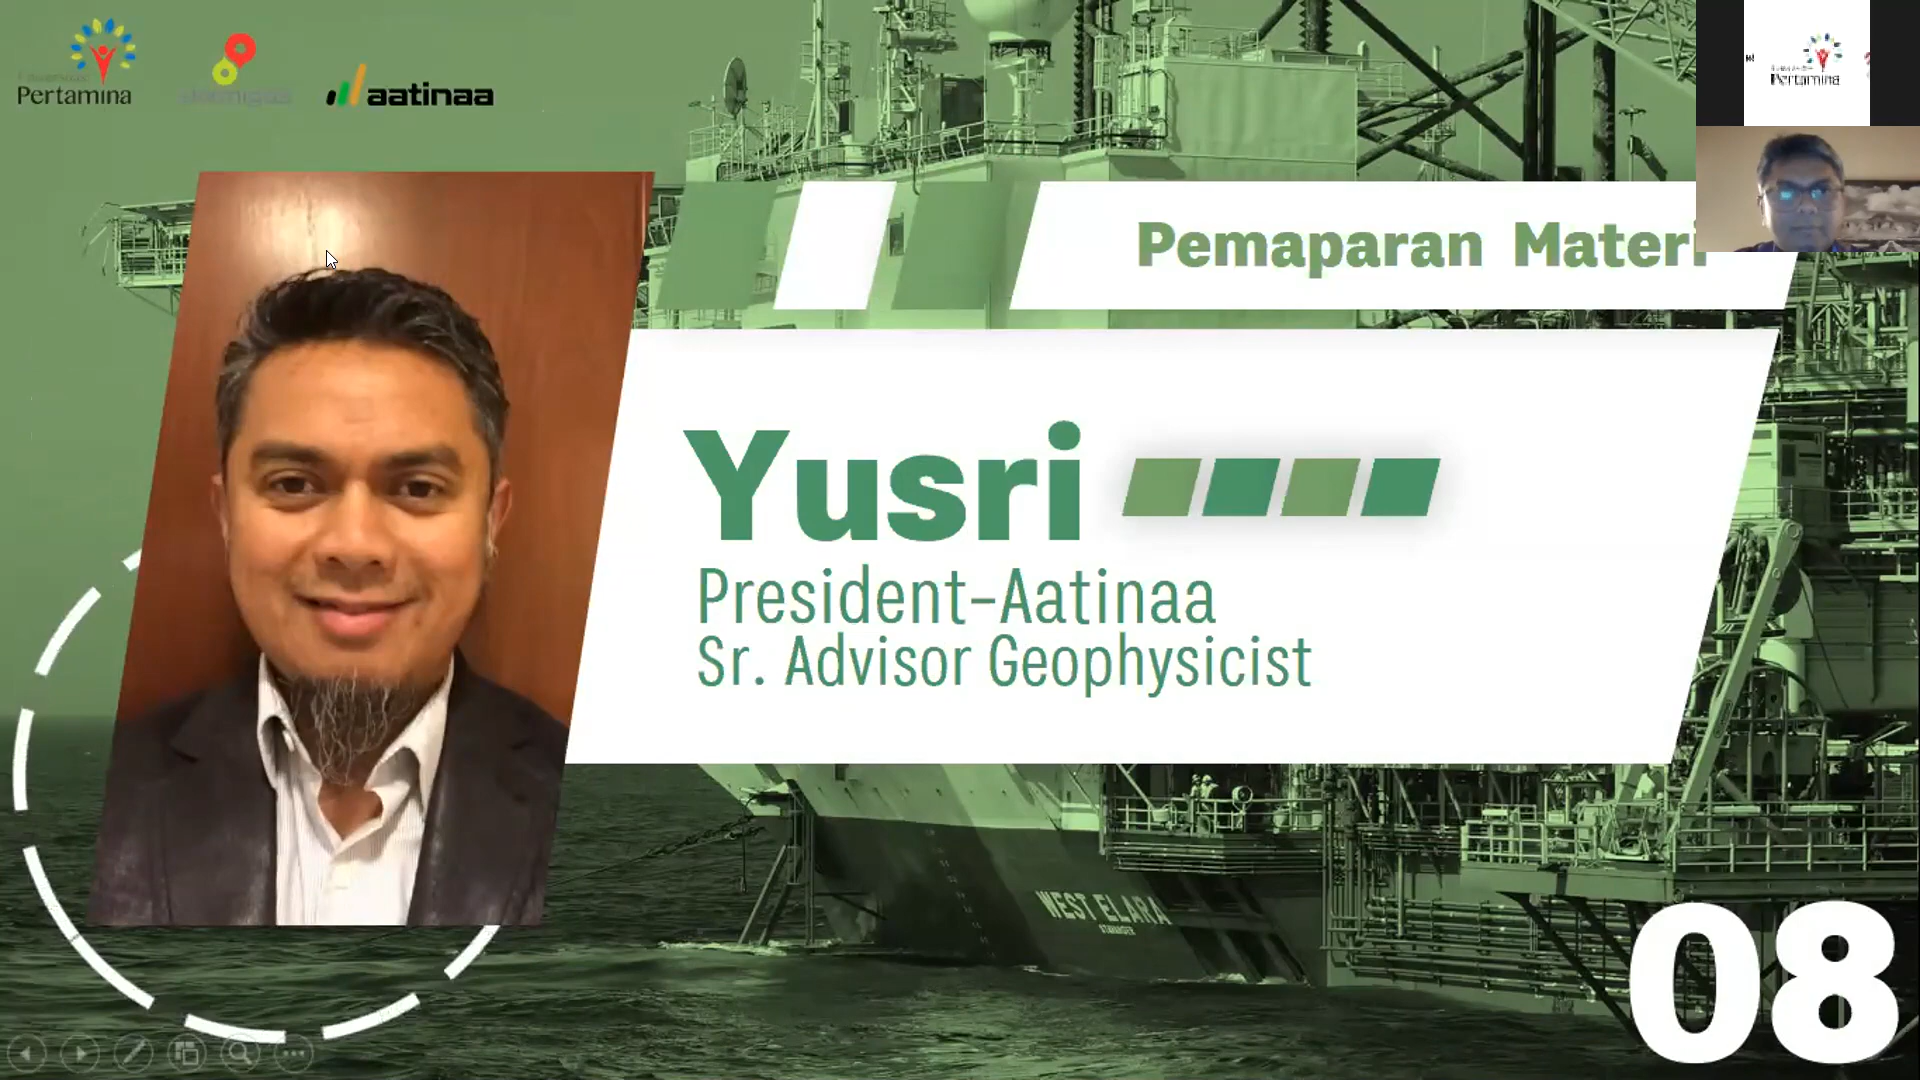 Pertamina
aatinaa
Pertamina
Pemaparan Materi
Yusri
President-Aatinaa
Sr. Advisor Geophysicist
WEST ELARA
08